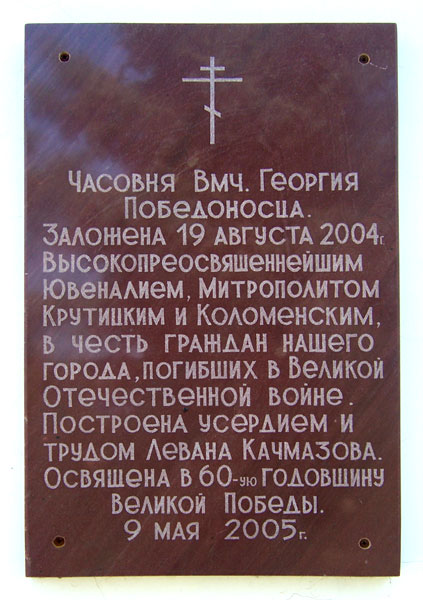 Часовня Вмч. Георгия
Победоносца.
Заложена 19 августа 2004г.
Высокопреосвяшеннейшим
Ювеналием, Митрополитом
Крутицким и Коломенским,
в честь граждан нашего
города, погибших в Великой
Отечественной войне.
Построена усердием и
трудом Левана Качмазова.
Освящена в 60-ую годовщину
Великой Победы.
9 мая 2005г.